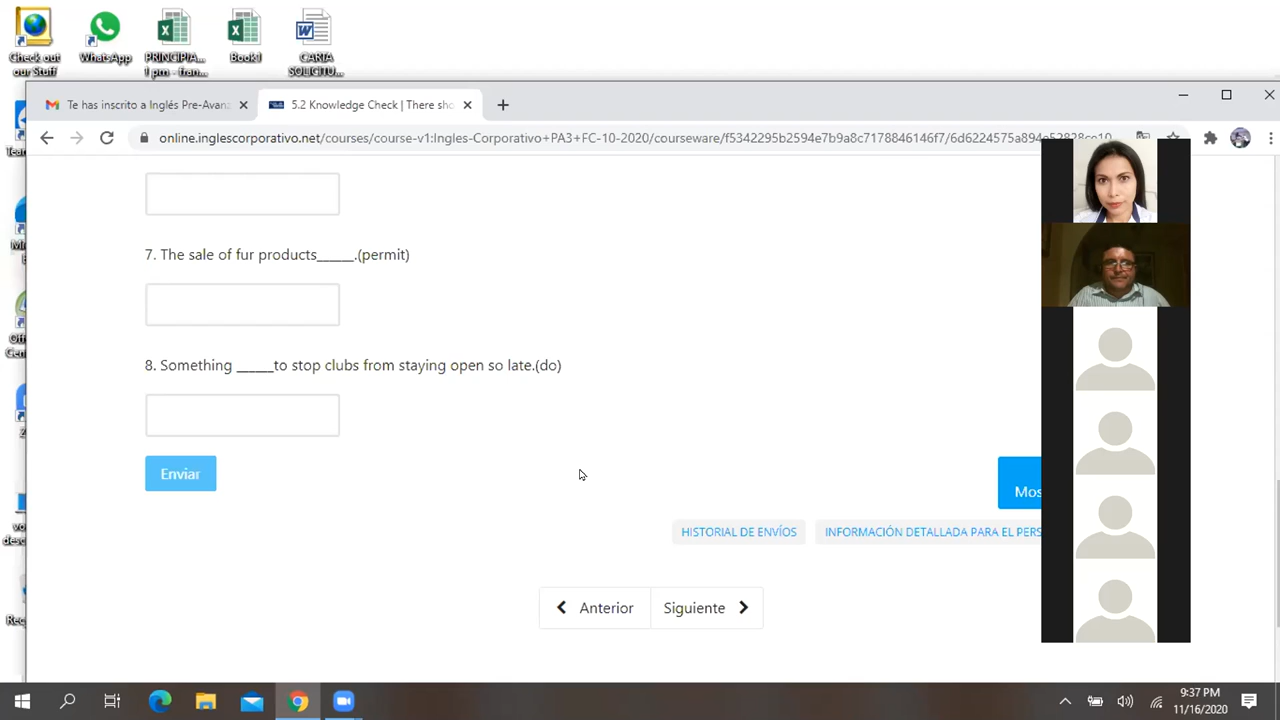 Check out
our Stuff
WhatsApp
PRINCIPIA...
1 pm - fran...
Book1
CARTA
SOLICITU...
Te has inscrito a Inglés Pre-Avanz
5.2 Knowledge Check | There sho
online.inglescorporativo.net/courses/course-v1:Ingles-Corporativo+PA3+FC-10-2020/courseware/f5342295b2594e7b9a8c7178846146f7/6d6224575a894e52828ce10
7. The sale of fur products______.(permit)
8. Something ______to stop clubs from staying open so late.(do)
Enviar
Mos
HISTORIAL DE ENVÍOS
INFORMACIÓN DETALLADA PARA EL PERS
Anterior
Siguiente
9:37 PM
11/16/2020